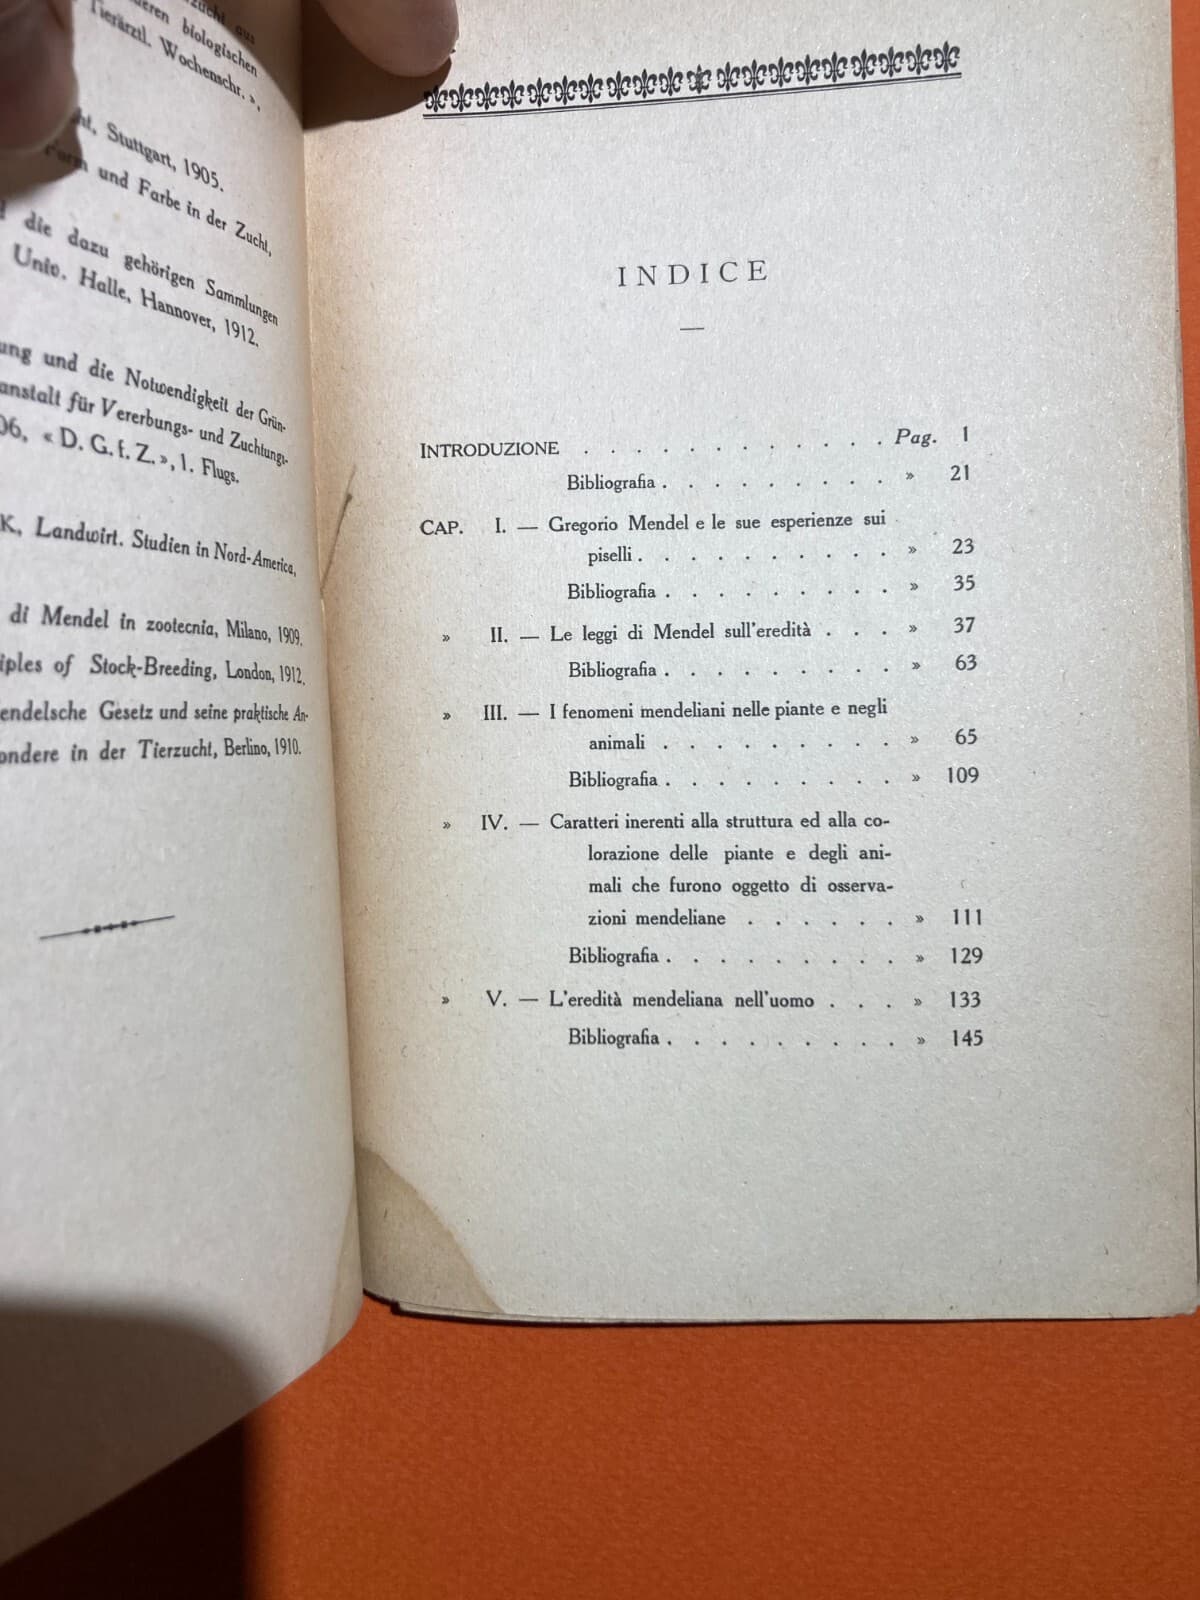 aus
biologischen
Tierärztl. Wochenschr. »,
Stuttgart, 1905.
und Farbe in der Zucht,
die dazu gehörigen Sammlungen
Univ. Halle, Hannover, 1912.
und die Notwendigkeit der Grün-
für Vererbungs- und Zuchtungs-
« D. G. f. Z. », 1. Flugs.
K, Landwirt. Studien in Nord-America,
di Mendel in zootecnia, Milano, 1909.
of Stock-Breeding, London, 1912.
Gesetz und seine praktische An-
in der Tierzucht, Berlino, 1910.
INDICE
INTRODUZIONE . . . . . . . . . . . Pag. 1
Bibliografia . . . . . . . . . » 21
CAP. I. — Gregorio Mendel e le sue esperienze sui
piselli . . . . . . . . . . » 23
Bibliografia . . . . . . . . . » 35
» II. — Le leggi di Mendel sull'eredità . . . » 37
Bibliografia . . . . . . . . . » 63
» III. — I fenomeni mendeliani nelle piante e negli
animali . . . . . . . . . » 65
Bibliografia . . . . . . . . . » 109
» IV. — Caratteri inerenti alla struttura ed alla co-
lorazione delle piante e degli ani-
mali che furono oggetto di osserva-
zioni mendeliane . . . . . . » 111
Bibliografia . . . . . . . . . » 129
» V. — L'eredità mendeliana nell'uomo . . . » 133
Bibliografia . . . . . . . . . » 145